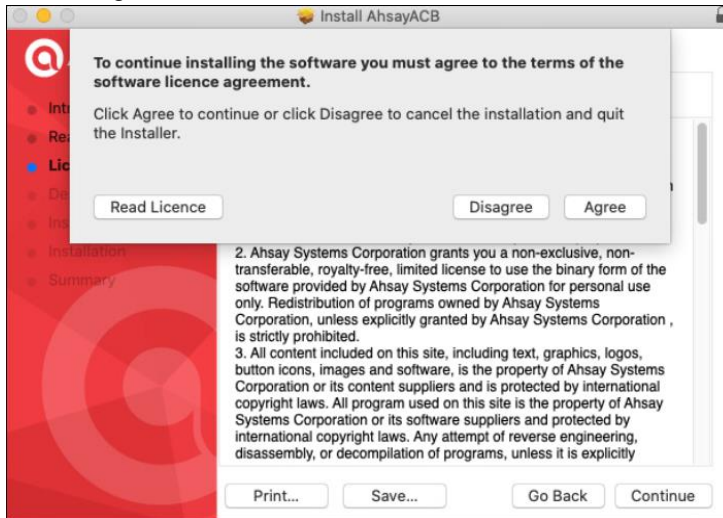 Install AhsayACB
To continue installing the software you must agree to the terms of the
software licence agreement.
Click Agree to continue or click Disagree to cancel the installation and quit
the Installer.
Read Licence
Disagree
Agree
Int
Rea
Lic
De
Ins
Installation
Summary
2. Ahsay Systems Corporation grants you a non-exclusive, non-
transferable, royalty-free, limited license to use the binary form of the
software provided by Ahsay Systems Corporation for personal use
only. Redistribution of programs owned by Ahsay Systems
Corporation, unless explicitly granted by Ahsay Systems Corporation ,
is strictly prohibited.
3. All content included on this site, including text, graphics, logos,
button icons, images and software, is the property of Ahsay Systems
Corporation or its content suppliers and is protected by international
copyright laws. All program used on this site is the property of Ahsay
Systems Corporation or its software suppliers and protected by
international copyright laws. Any attempt of reverse engineering,
disassembly, or decompilation of programs, unless it is explicitly
Print...
Save...
Go Back
Continue